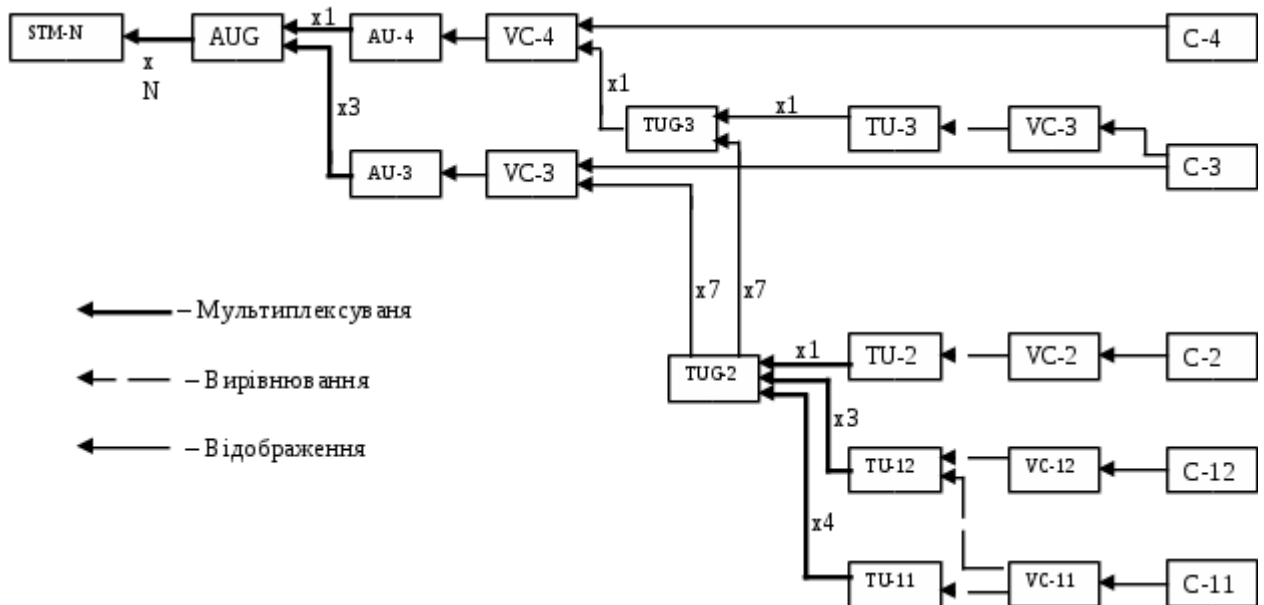 STM-N
AUG
x1
AU-4
VC-4
C-4
x
N
x3
x1
TUG-3
x1
TU-3
VC-3
C-3
AU-3
VC-3
x7
x7
– Мультиплексуваня
– Вирівнювання
– Відображення
TUG-2
x1
TU-2
VC-2
C-2
x3
TU-12
VC-12
C-12
x4
TU-11
VC-11
C-11